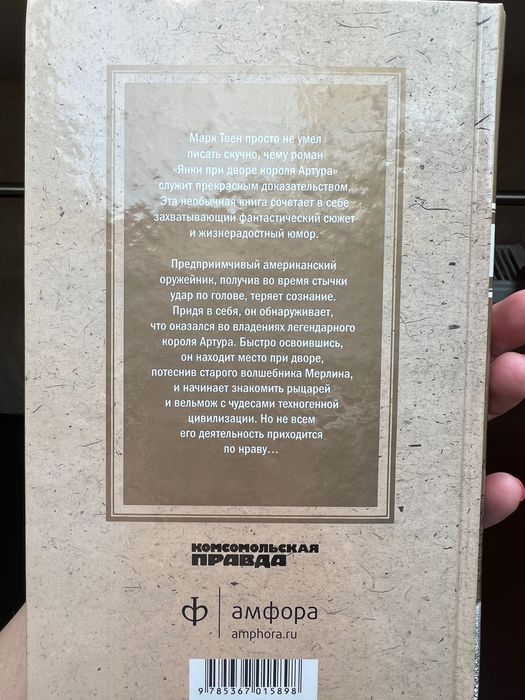 Марк Твен просто не умел
писать скучно, чему роман
«Янки при дворе короля Артура»
служит прекрасным доказательством.
Эта необычная книга сочетает в себе
захватывающий фантастический сюжет
и жизнерадостный юмор.
Предприимчивый американский
оружейник, получив во время стычки
удар по голове, теряет сознание.
Придя в себя, он обнаруживает,
что оказался во владениях легендарного
короля Артура. Быстро освоившись,
он находит место при дворе,
потеснив старого волшебника Мерлина,
и начинает знакомить рыцарей
и вельмож с чудесами техногенной
цивилизации. Но не всем
его деятельность приходится
по нраву...
КОМСОМОЛЬСКАЯ
ПРАВДА
амфора
amphora.ru
9 785367 015898